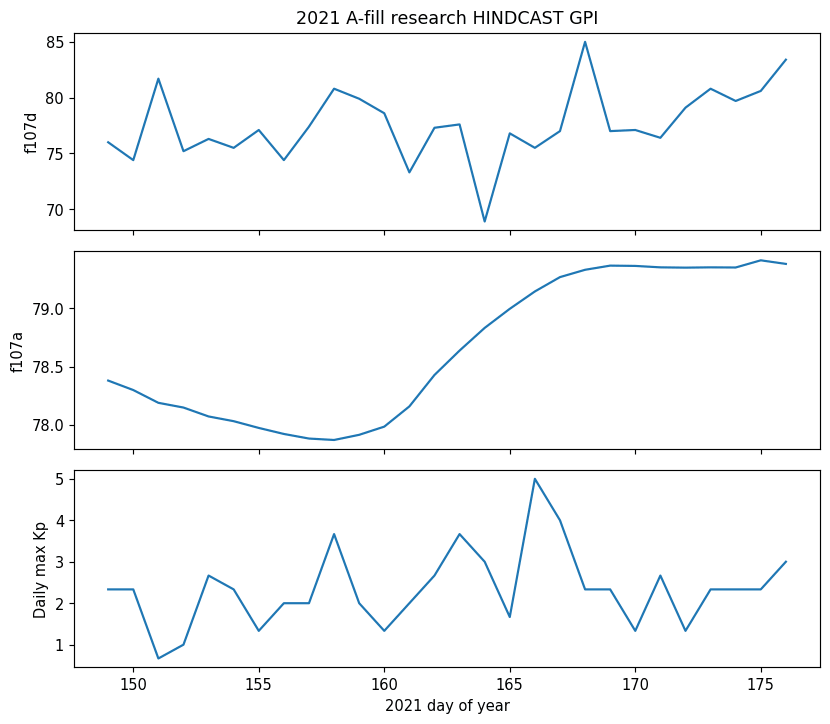 2021 A-fill research HINDCAST GPI
85
80
75
70
f107d
79.0
78.5
78.0
f107a
5
4
3
2
1
Daily max Kp
150 155 160 165 170 175
2021 day of year